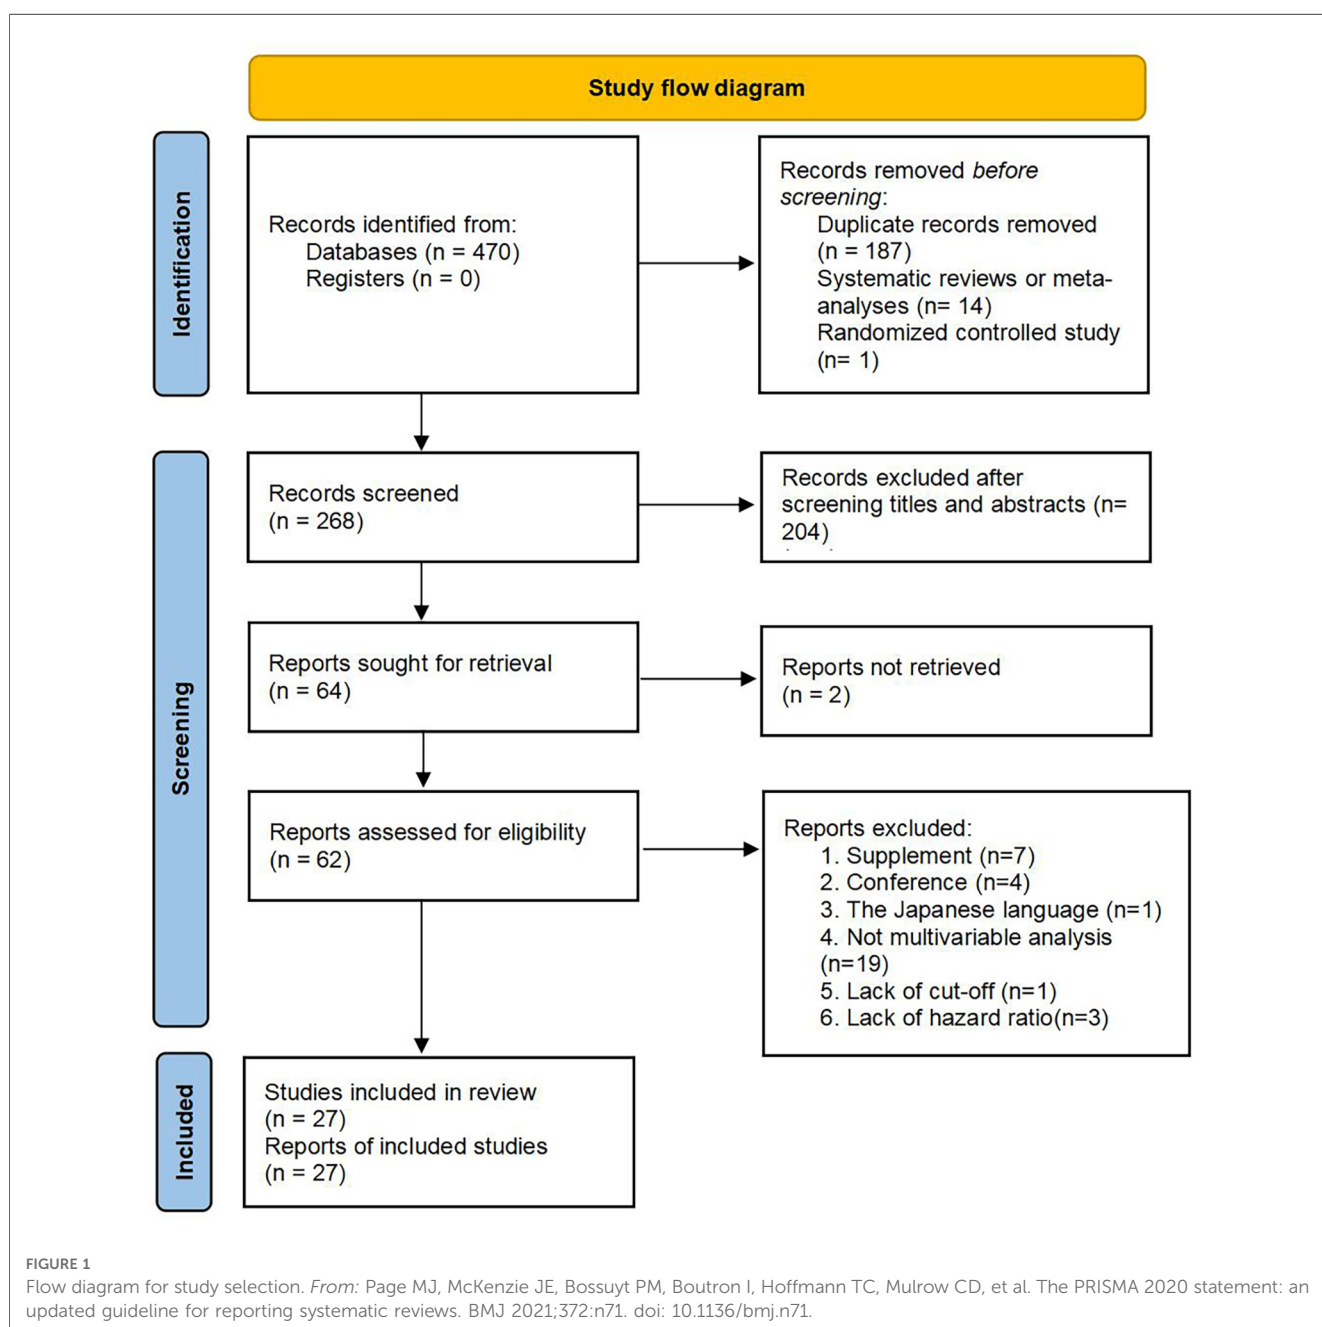 Study flow diagram
Identification
Records identified from:
Databases (n = 470)
Registers (n = 0)
Records removed before
screening:
Duplicate records removed
(n = 187)
Systematic reviews or meta-
analyses (n= 14)
Randomized controlled study
(n= 1)
Screening
Records screened
(n = 268)
Records excluded after
screening titles and abstracts (n=
204)
Reports sought for retrieval
(n = 64)
Reports not retrieved
(n = 2)
Reports assessed for eligibility
(n = 62)
Reports excluded:
1. Supplement (n=7)
2. Conference (n=4)
3. The Japanese language (n=1)
4. Not multivariable analysis
(n=19)
5. Lack of cut-off (n=1)
6. Lack of hazard ratio(n=3)
Included
Studies included in review
(n = 27)
Reports of included studies
(n = 27)
FIGURE 1
Flow diagram for study selection. From: Page MJ, McKenzie JE, Bossuyt PM, Boutron I, Hoffmann TC, Mulrow CD, et al. The PRISMA 2020 statement: an
updated guideline for reporting systematic reviews. BMJ 2021;372:n71. doi: 10.1136/bmj.n71.